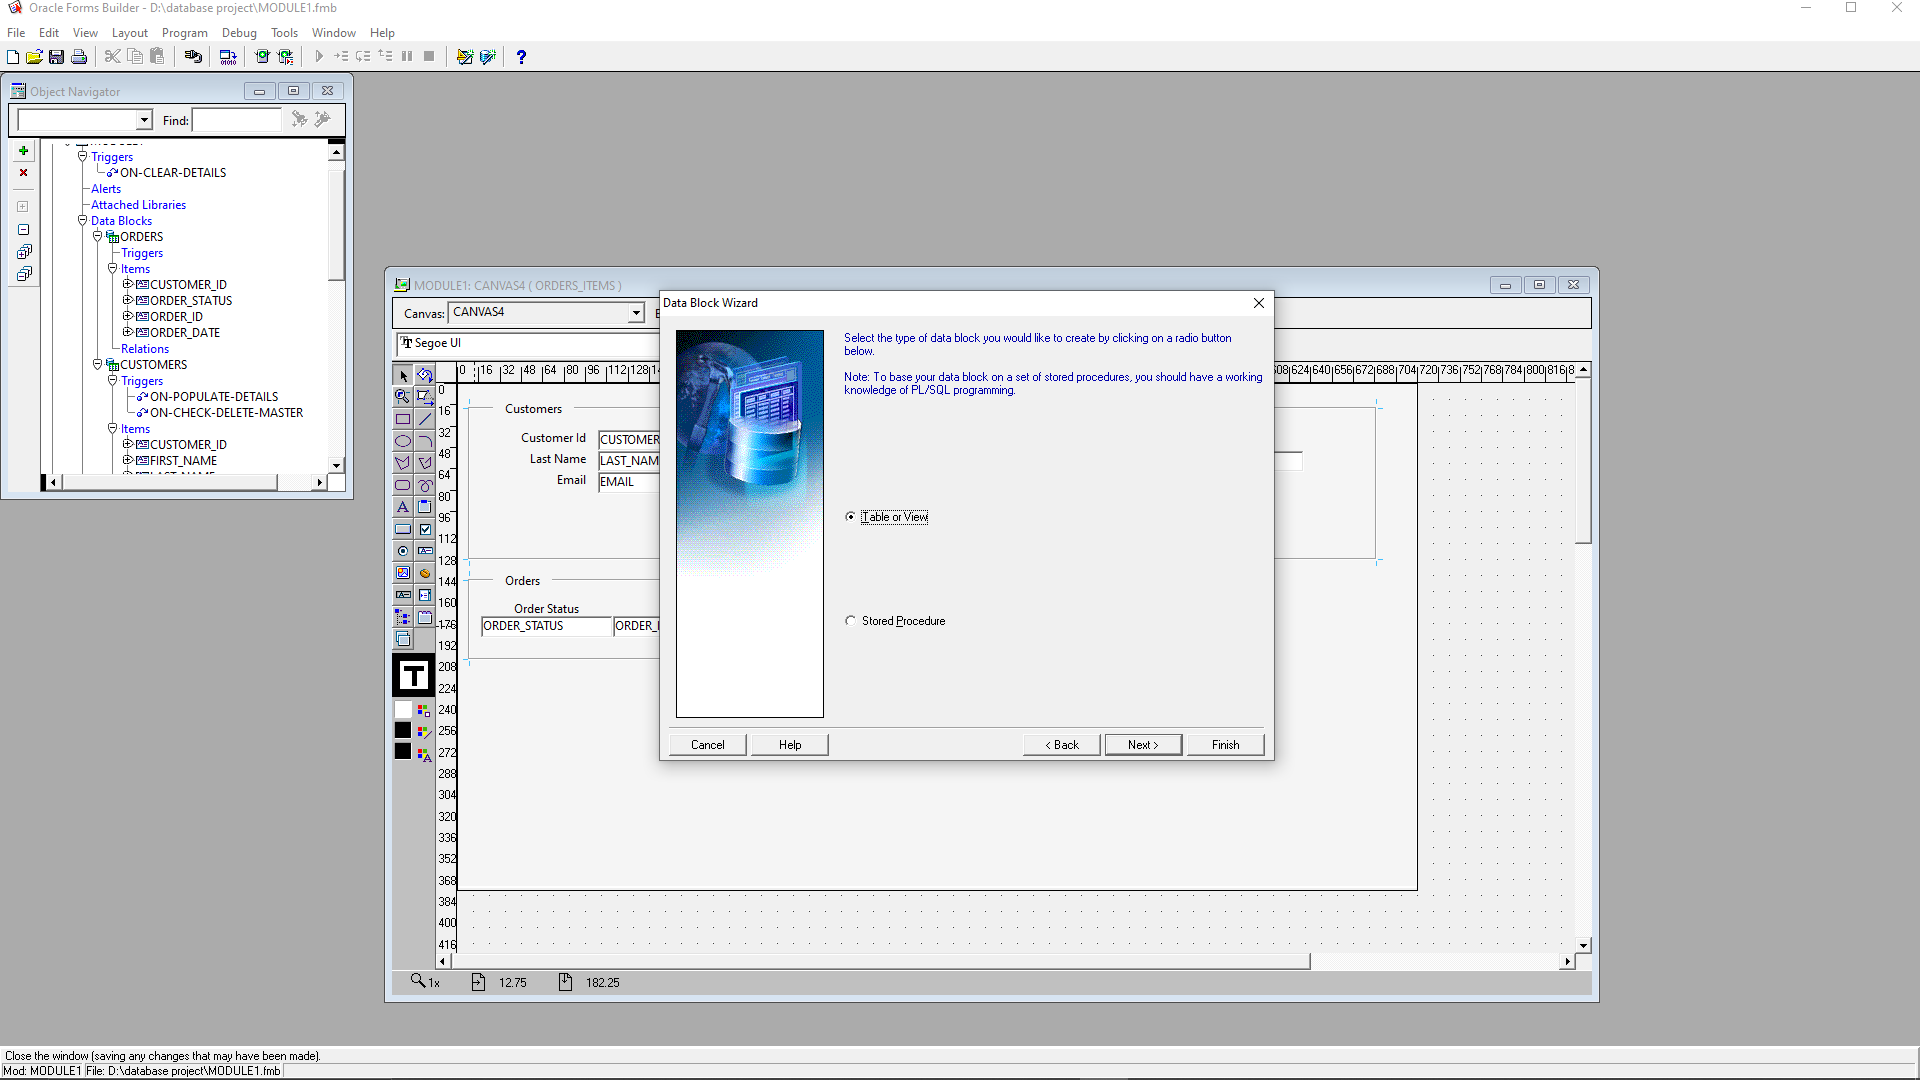 Oracle Forms Builder - D:\database project\MODULE1.fmb
File Edit View Layout Program Debug Tools Window Help
Object Navigator
Find:
Triggers
ON-CLEAR-DETAILS
Alerts
Attached Libraries
Data Blocks
ORDERS
Triggers
Items
CUSTOMER_ID
ORDER_STATUS
ORDER_ID
ORDER_DATE
Relations
CUSTOMERS
Triggers
ON-POPULATE-DETAILS
ON-CHECK-DELETE-MASTER
Items
CUSTOMER_ID
FIRST_NAME
MODULE1: CANVAS4 ( ORDERS_ITEMS )
Canvas: CANVAS4
Segoe UI
0 16 32 48 64 80 96 112 128
624 640 656 672 688 704 720 736 752 768 784 800 816
0
16
32
48
64
80
96
112
128
144
160
176
192
208
224
240
256
272
288
304
320
336
352
368
384
400
416
Customers
Customer Id CUSTOMER
Last Name LAST_NAM
Email EMAIL
Orders
Order Status
ORDER_STATUS ORDER_I
T
Data Block Wizard
Select the type of data block you would like to create by clicking on a radio button
below.
Note: To base your data block on a set of stored procedures, you should have a working
knowledge of PL/SQL programming.
Table or View
Stored Procedure
Cancel Help < Back Next > Finish
1x 12.75 182.25
Close the window (saving any changes that may have been made).
Mod: MODULE1 File: D:\database project\MODULE1.fmb